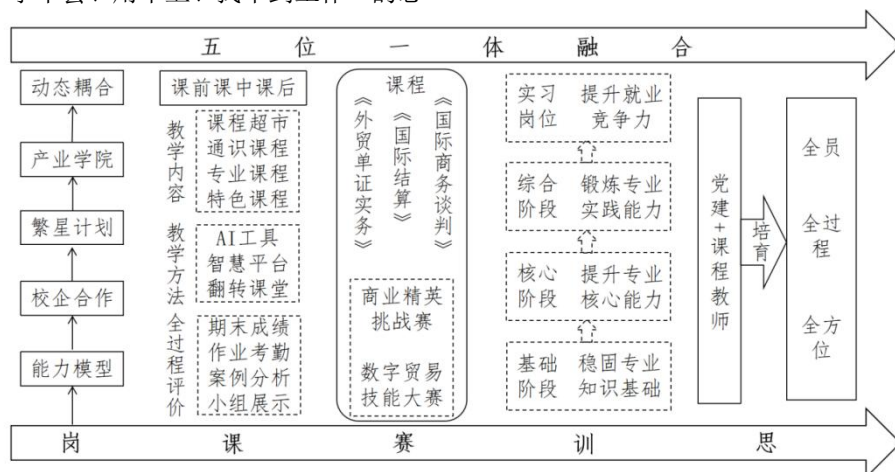 五位一体融合
动态耦合
产业学院
繁星计划
校企合作
能力模型
课前课中课后
教学内容
课程超市
通识课程
专业课程
特色课程
教学方法
AI工具
智慧平台
翻转课堂
全过程评价
期末成绩
作业考勤
案例分析
小组展示
课程
《外贸单证实务》
《国际结算》
《国际商务谈判》
商业精英
挑战赛
数字贸易
技能大赛
实习 提升就业
岗位 竞争力
综合 锻炼专业
阶段 实践能力
核心 提升专业
阶段 核心能力
基础 稳固专业
阶段 知识基础
党建+课程教师
培育
全员
全过
程
全方
位
岗 课 赛 训 思